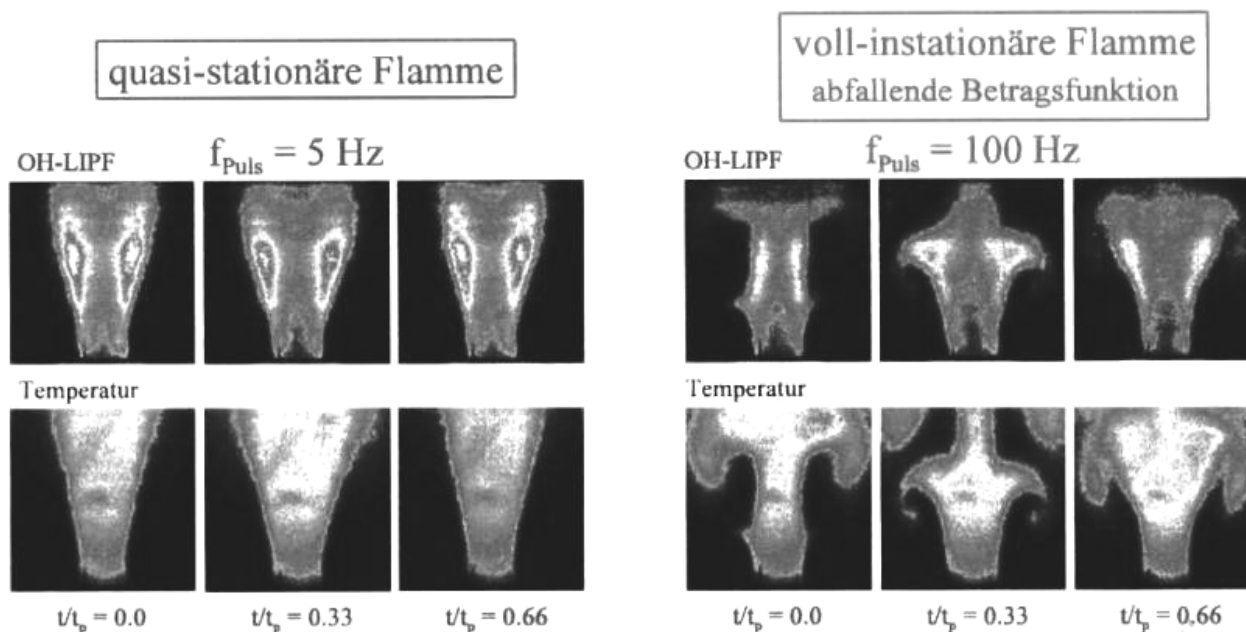 quasi-stationäre Flamme
OH-LIPF
f_Puls = 5 Hz
Temperatur
t/t_p = 0.0
t/t_p = 0.33
t/t_p = 0.66
voll-instationäre Flamme
abfallende Betragsfunktion
OH-LIPF
f_Puls = 100 Hz
Temperatur
t/t_p = 0.0
t/t_p = 0.33
t/t_p = 0.66